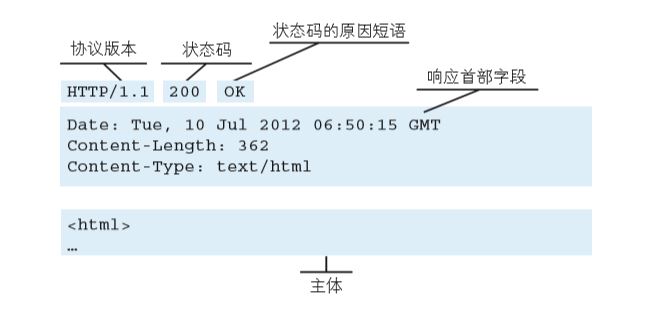 状态码的原因短语
协议版本 状态码
响应首部字段
HTTP/1.1 200 OK
Date: Tue, 10 Jul 2012 06:50:15 GMT
Content-Length: 362
Content-Type: text/html
<html>
…
主体